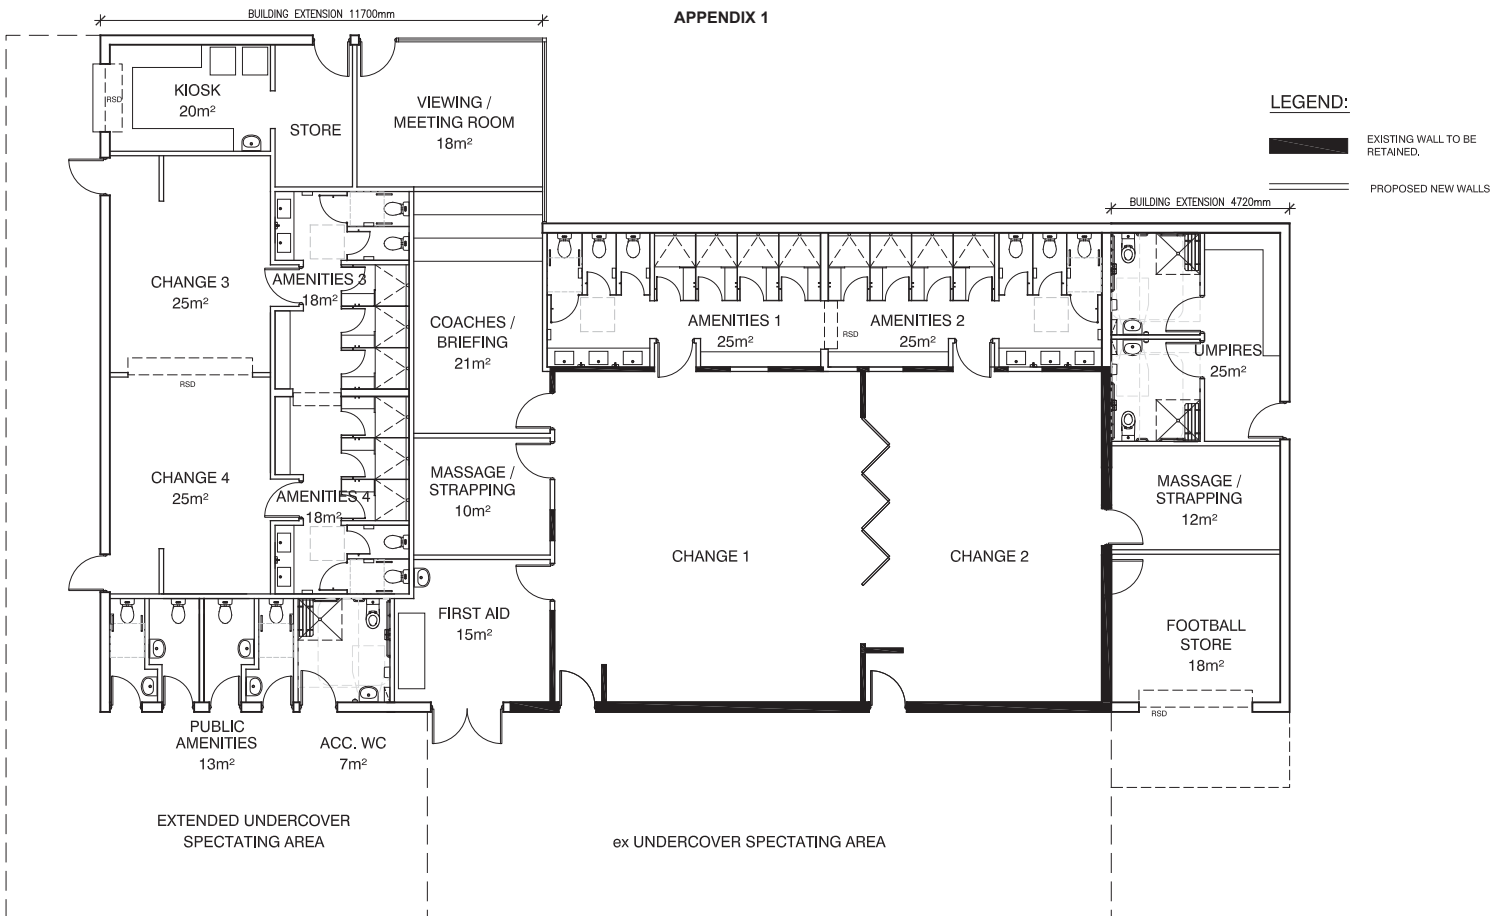 BUILDING EXTENSION 11700mm
APPENDIX 1
LEGEND:
EXISTING WALL TO BE
RETAINED.
PROPOSED NEW WALLS
BUILDING EXTENSION 4720mm
RSD
KIOSK
20m²
STORE
VIEWING /
MEETING ROOM
18m²
CHANGE 3
25m²
AMENITIES 3
18m²
RSD
COACHES /
BRIEFING
21m²
AMENITIES 1
25m²
RSD
AMENITIES 2
25m²
UMPIRES
25m²
CHANGE 4
25m²
AMENITIES 4
18m²
MASSAGE /
STRAPPING
10m²
CHANGE 1
CHANGE 2
MASSAGE /
STRAPPING
12m²
FIRST AID
15m²
FOOTBALL
STORE
18m²
RSD
PUBLIC
AMENITIES
13m²
ACC. WC
7m²
EXTENDED UNDERCOVER
SPECTATING AREA
ex UNDERCOVER SPECTATING AREA